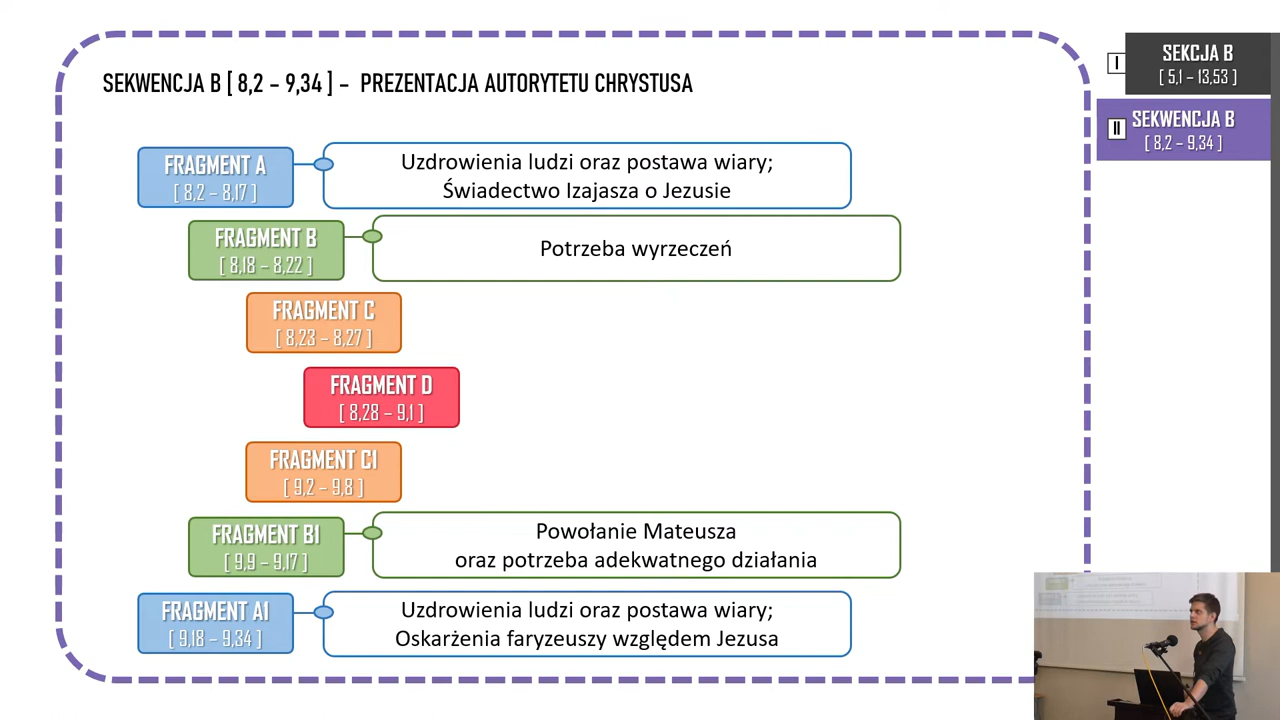 SEKWENCJA B [ 8,2 – 9,34 ] – PREZENTACJA AUTORYTETU CHRYSTUSA
I
SEKCJA B
[ 5,1 – 13,53 ]
II
SEKWENCJA B
[ 8,2 – 9,34 ]
FRAGMENT A
[ 8,2 – 8,17 ]
Uzdrowienia ludzi oraz postawa wiary;
Świadectwo Izajasza o Jezusie
FRAGMENT B
[ 8,18 – 8,22 ]
Potrzeba wyrzeczeń
FRAGMENT C
[ 8,23 – 8,27 ]
FRAGMENT D
[ 8,28 – 9,1 ]
FRAGMENT C1
[ 9,2 – 9,8 ]
FRAGMENT B1
[ 9,9 – 9,17 ]
Powołanie Mateusza
oraz potrzeba adekwatnego działania
FRAGMENT A1
[ 9,18 – 9,34 ]
Uzdrowienia ludzi oraz postawa wiary;
Oskarżenia faryzeuszy względem Jezusa